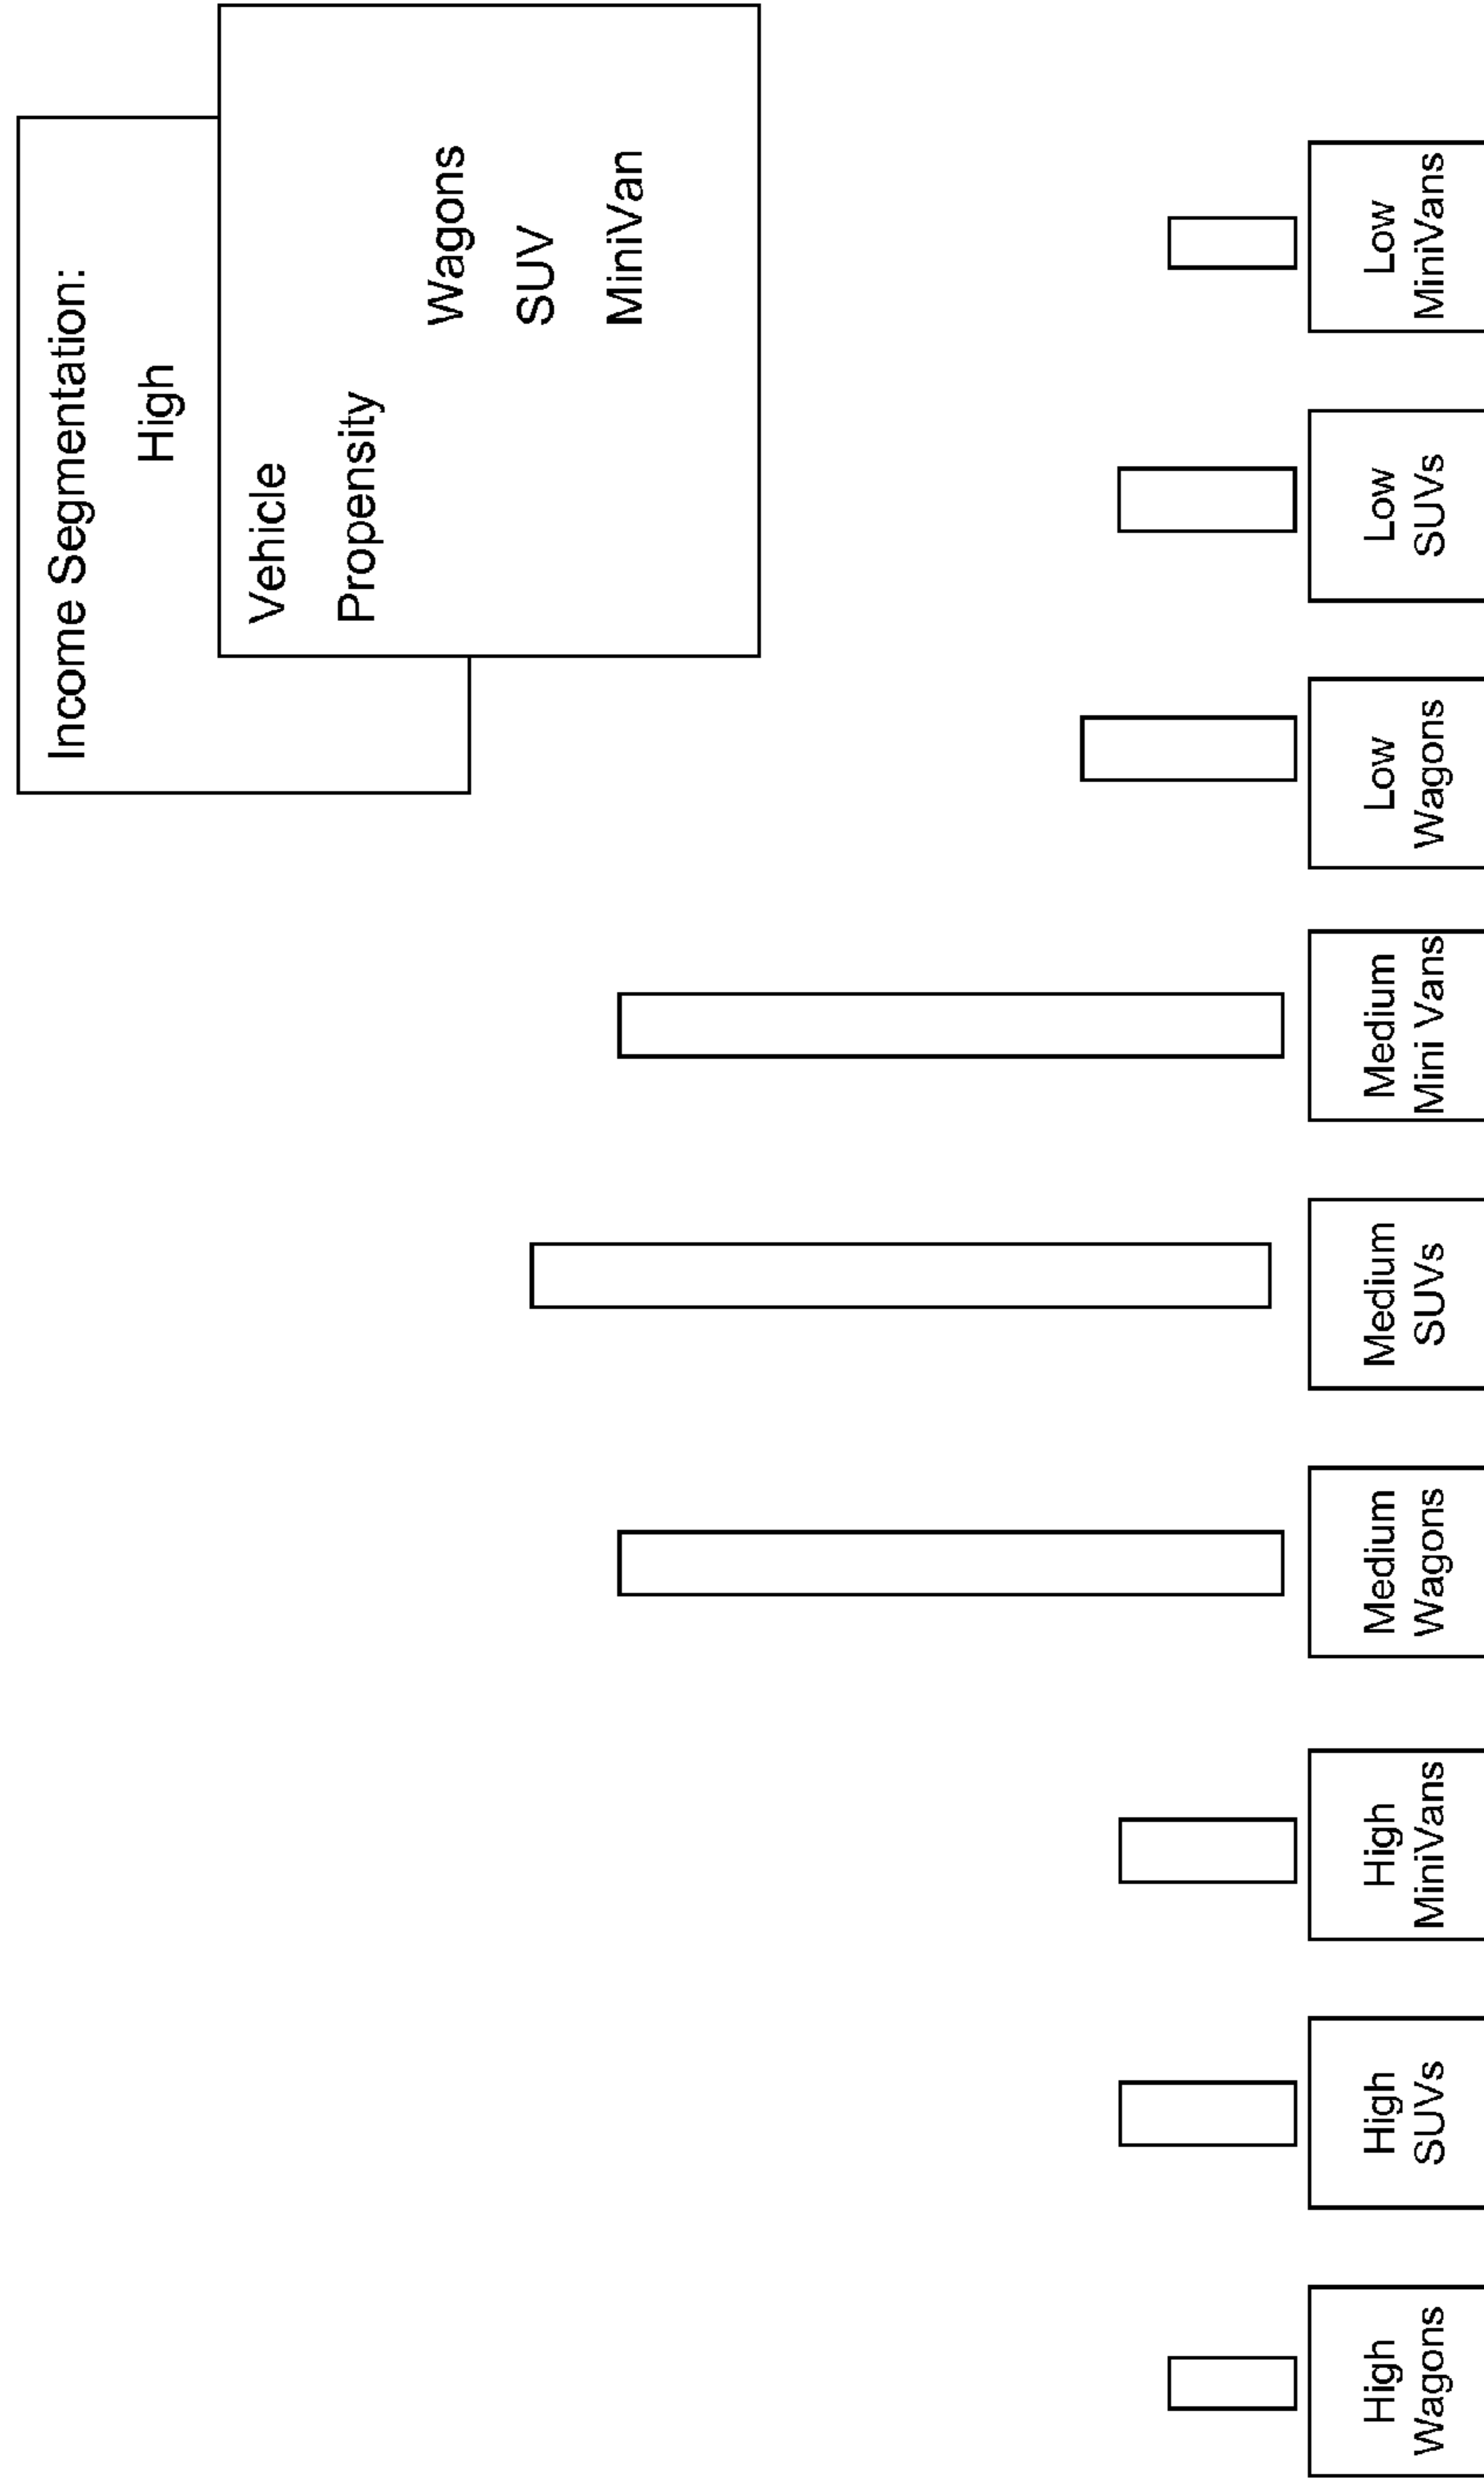 Income Segmentation:
High
Vehicle
Propensity
Wagons
SUV
MiniVan
High
Wagons
High
SUVs
High
MiniVans
Medium
Wagons
Medium
SUVs
Medium
Mini Vans
Low
Wagons
Low
SUVs
Low
MiniVans